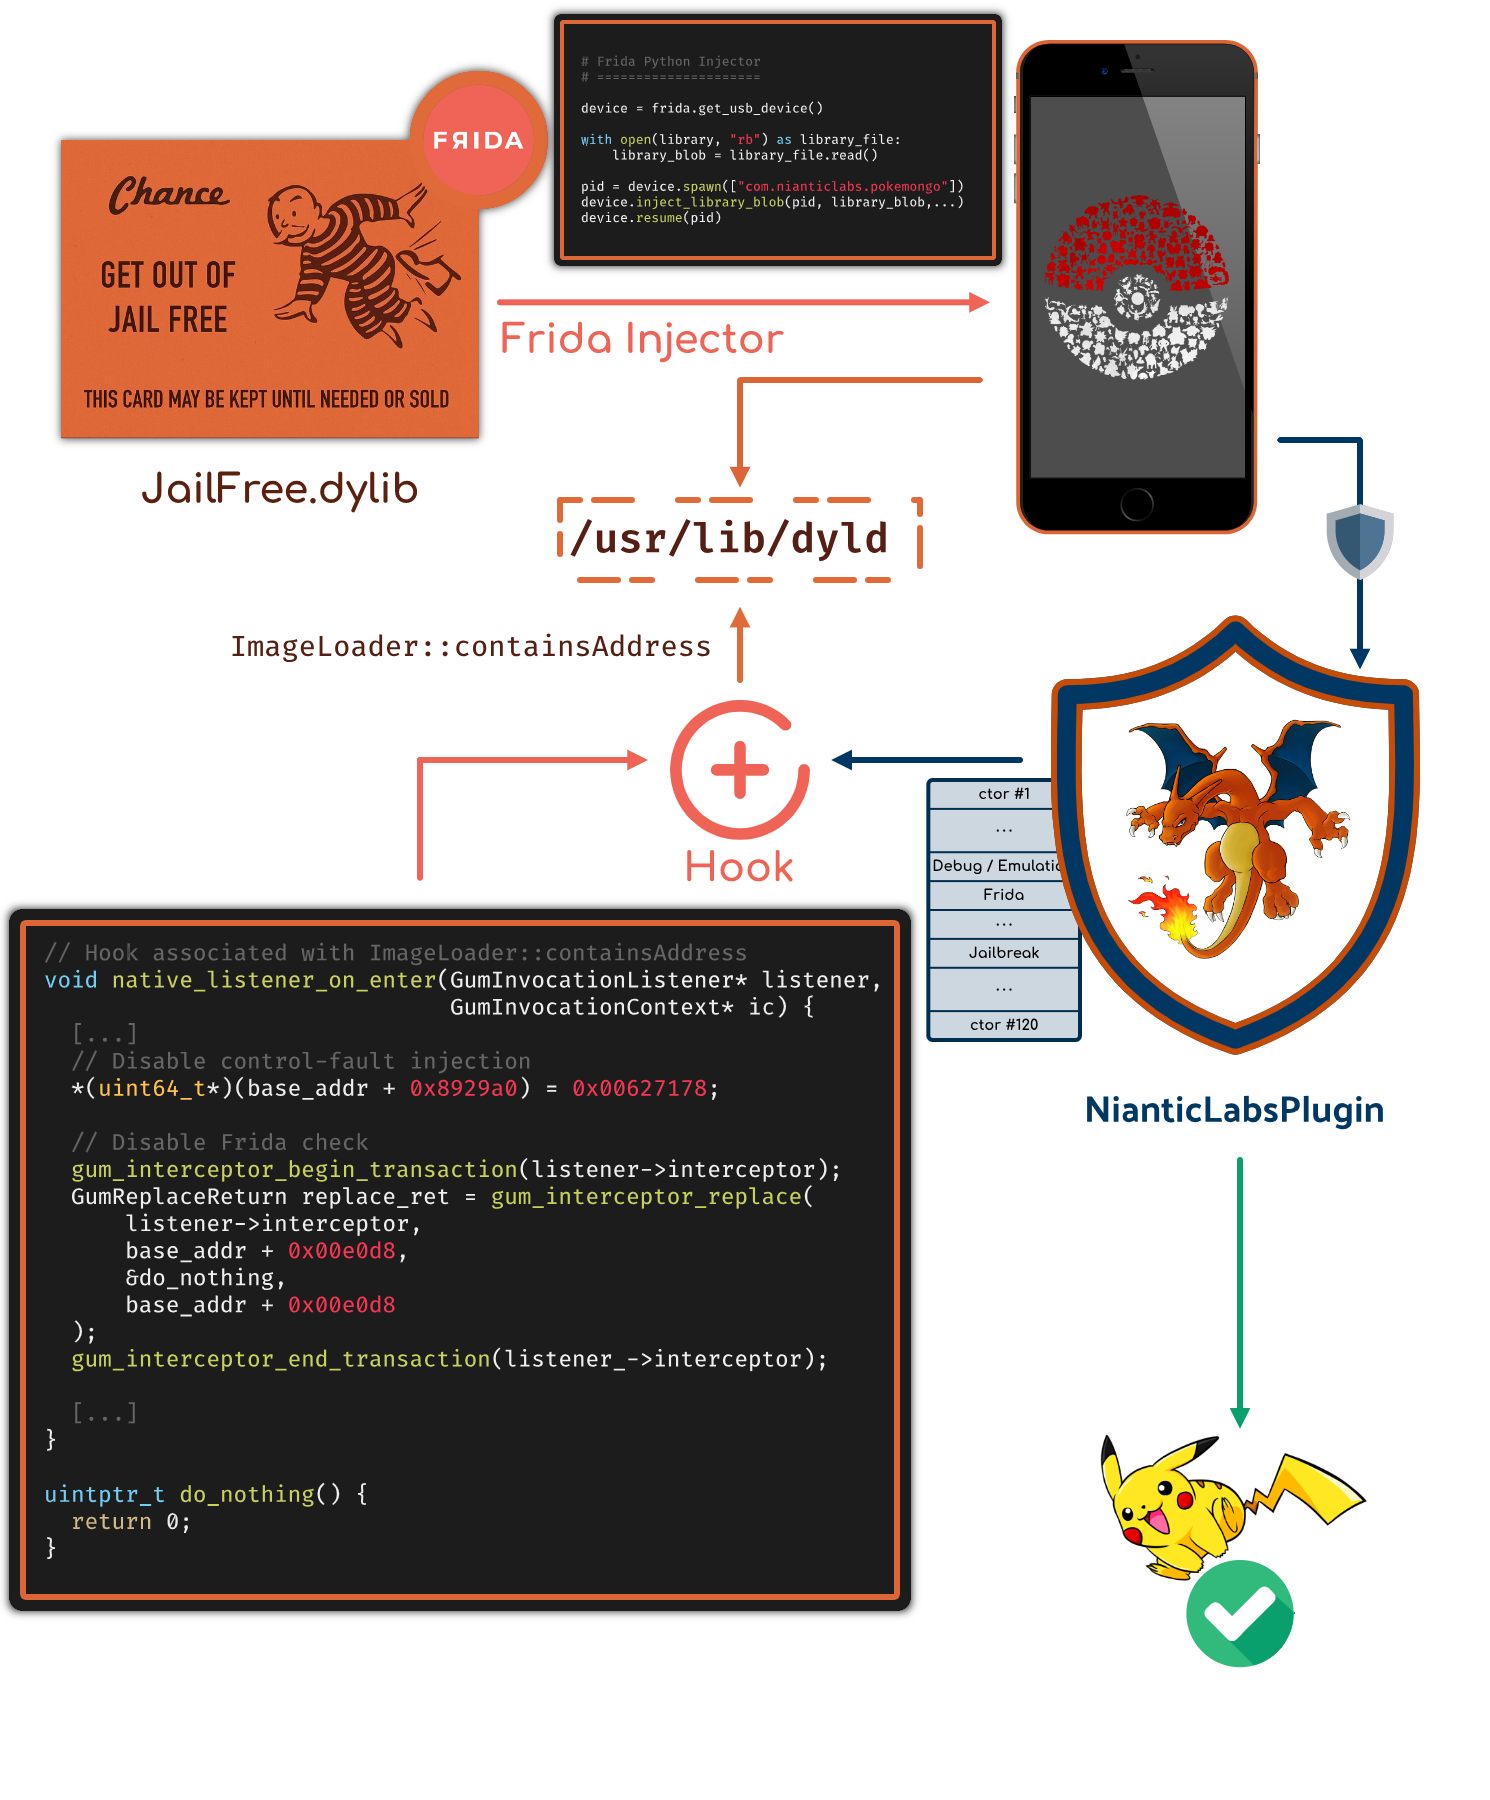 # Frida Python Injector
# =====================
device = frida.get_usb_device()
with open(library, "rb") as library_file:
    library_blob = library_file.read()
pid = device.spawn(["com.nianticlabs.pokemongo"])
device.inject_library_blob(pid, library_blob,...)
device.resume(pid)
FRIDA
Chance
GET OUT OF
JAIL FREE
THIS CARD MAY BE KEPT UNTIL NEEDED OR SOLD
JailFree.dylib
Frida Injector
/usr/lib/dyld
ImageLoader::containsAddress
Hook
ctor #1
...
Debug / Emulatio
Frida
...
Jailbreak
...
ctor #120
NianticLabsPlugin
// Hook associated with ImageLoader::containsAddress
void native_listener_on_enter(GumInvocationListener* listener,
                              GumInvocationContext* ic) {
  [...]
  // Disable control-fault injection
  *(uint64_t*)(base_addr + 0x8929a0) = 0x00627178;
  // Disable Frida check
  gum_interceptor_begin_transaction(listener->interceptor);
  GumReplaceReturn replace_ret = gum_interceptor_replace(
      listener->interceptor,
      base_addr + 0x00e0d8,
      &do_nothing,
      base_addr + 0x00e0d8
  );
  gum_interceptor_end_transaction(listener_->interceptor);
  [...]
}
uintptr_t do_nothing() {
  return 0;
}